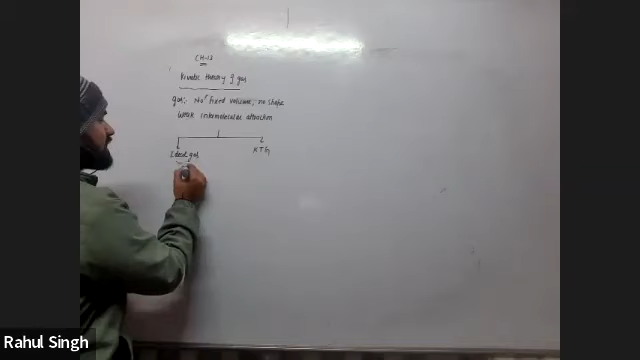 CH-13
Kinetic theory of gas
gas:- No fixed volume, no shape
weak intermolecular attraction
Ideal gas KTG
Rahul Singh